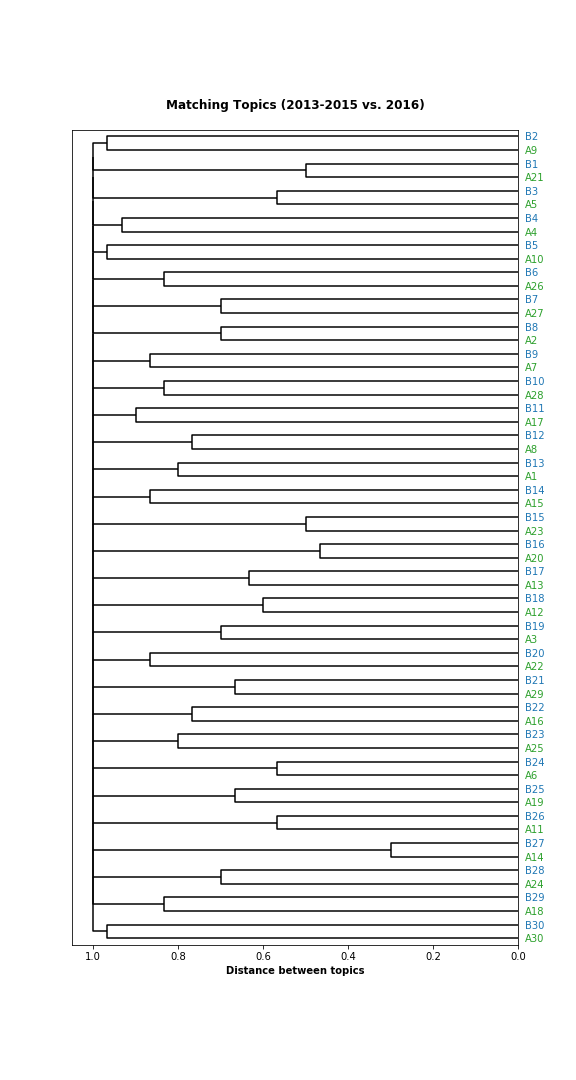 Matching Topics (2013-2015 vs. 2016)
B2
A9
B1
A21
B3
A5
B4
A4
B5
A10
B6
A26
B7
A27
B8
A2
B9
A7
B10
A28
B11
A17
B12
A8
B13
A1
B14
A15
B15
A23
B16
A20
B17
A13
B18
A12
B19
A3
B20
A22
B21
A29
B22
A16
B23
A25
B24
A6
B25
A19
B26
A11
B27
A14
B28
A24
B29
A18
B30
A30
1.0 0.8 0.6 0.4 0.2 0.0
Distance between topics